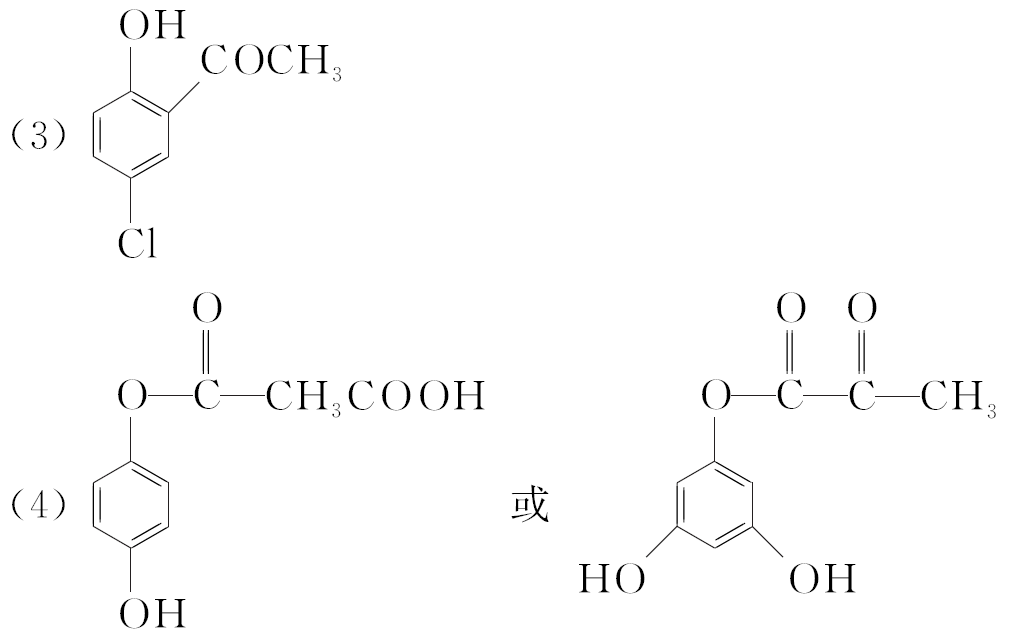 OH
COCH₃
(3)
Cl
O O O
O C CH₃COOH O C C CH₃
(4) 或
HO OH
OH